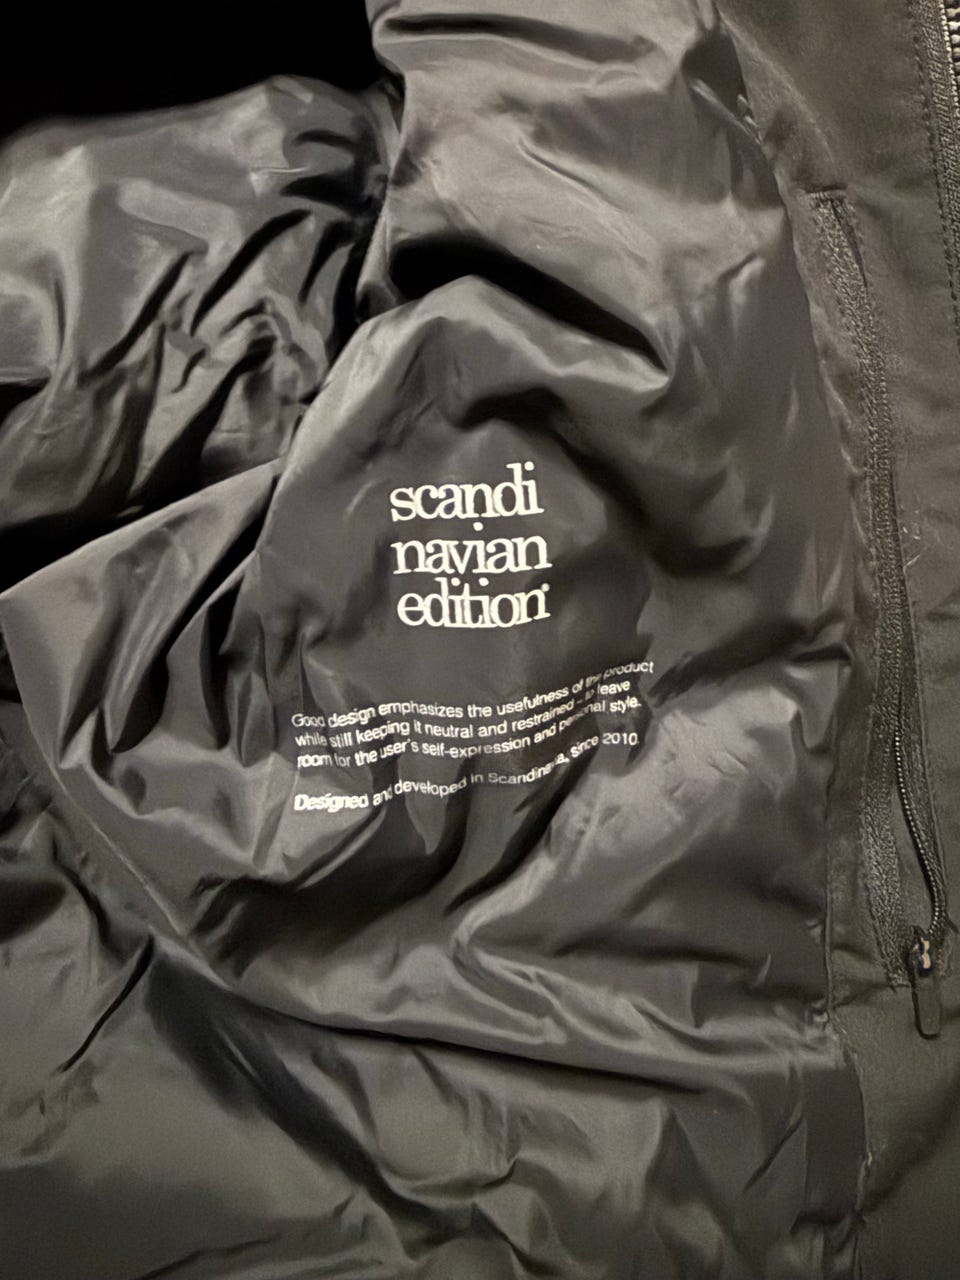 scandi
navian
edition®
Good design emphasizes the usefulness of the product
while still keeping it neutral and restrained – to leave
room for the user's self-expression and personal style.
Designed and developed in Scandinavia, since 2010.